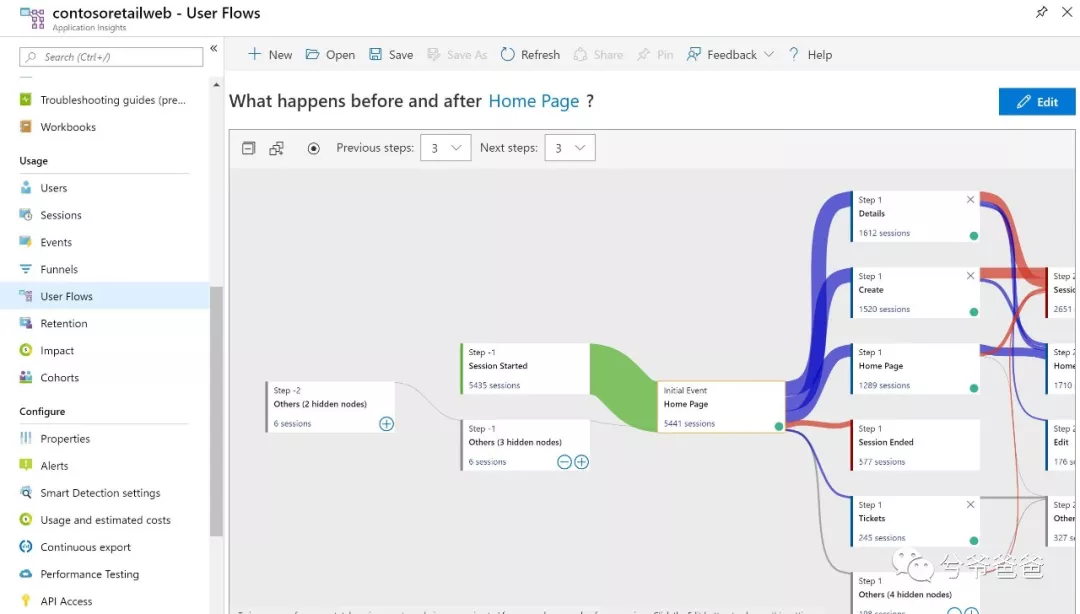 contosoretailweb - User Flows
Application Insights
Search (Ctrl+/)
«
Troubleshooting guides (pre...
Workbooks
Usage
Users
Sessions
Events
Funnels
User Flows
Retention
Impact
Cohorts
Configure
Properties
Alerts
Smart Detection settings
Usage and estimated costs
Continuous export
Performance Testing
API Access
New
Open
Save
Save As
Refresh
Share
Pin
Feedback
? Help
What happens before and after Home Page ?
Edit
Previous steps: 3
Next steps: 3
Step -2
Others (2 hidden nodes)
6 sessions
Step -1
Session Started
5435 sessions
Step -1
Others (3 hidden nodes)
6 sessions
Initial Event
Home Page
5441 sessions
Step 1
Details
1612 sessions
Step 1
Create
1520 sessions
Step 1
Home Page
1289 sessions
Step 1
Session Ended
577 sessions
Step 1
Tickets
245 sessions
Step 1
Others (4 hidden nodes)
198 sessions
Step 2
Sessio
2651
Step 2
Home
1710
Step 2
Edit
176 se
Step 2
Other
327 se
兮爷爸爸